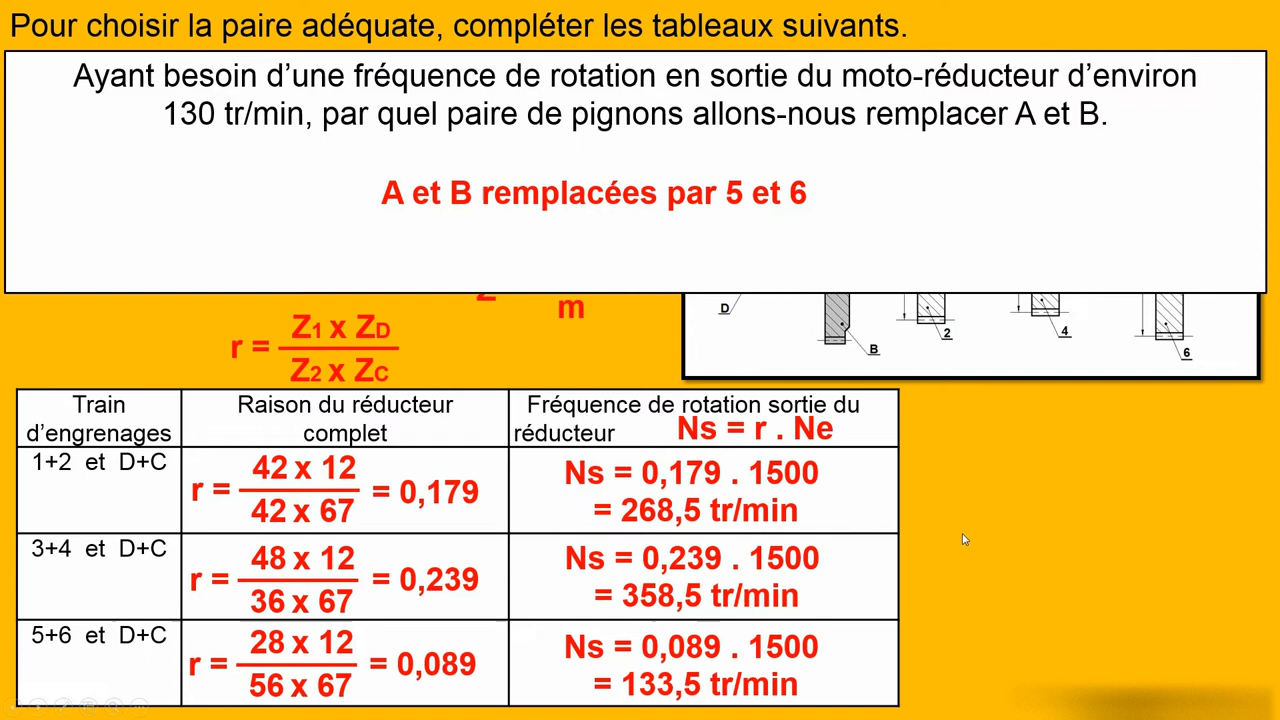 Pour choisir la paire adéquate, compléter les tableaux suivants.
Ayant besoin d'une fréquence de rotation en sortie du moto-réducteur d'environ
130 tr/min, par quel paire de pignons allons-nous remplacer A et B.
A et B remplacées par 5 et 6
m
D
B
2
4
6
r = Z1 x ZD
Z2 x ZC
Train
d'engrenages
Raison du réducteur
complet
Fréquence de rotation sortie du
réducteur Ns = r . Ne
1+2 et D+C
r = 42 x 12
42 x 67
= 0,179
Ns = 0,179 . 1500
= 268,5 tr/min
3+4 et D+C
r = 48 x 12
36 x 67
= 0,239
Ns = 0,239 . 1500
= 358,5 tr/min
5+6 et D+C
r = 28 x 12
56 x 67
= 0,089
Ns = 0,089 . 1500
= 133,5 tr/min